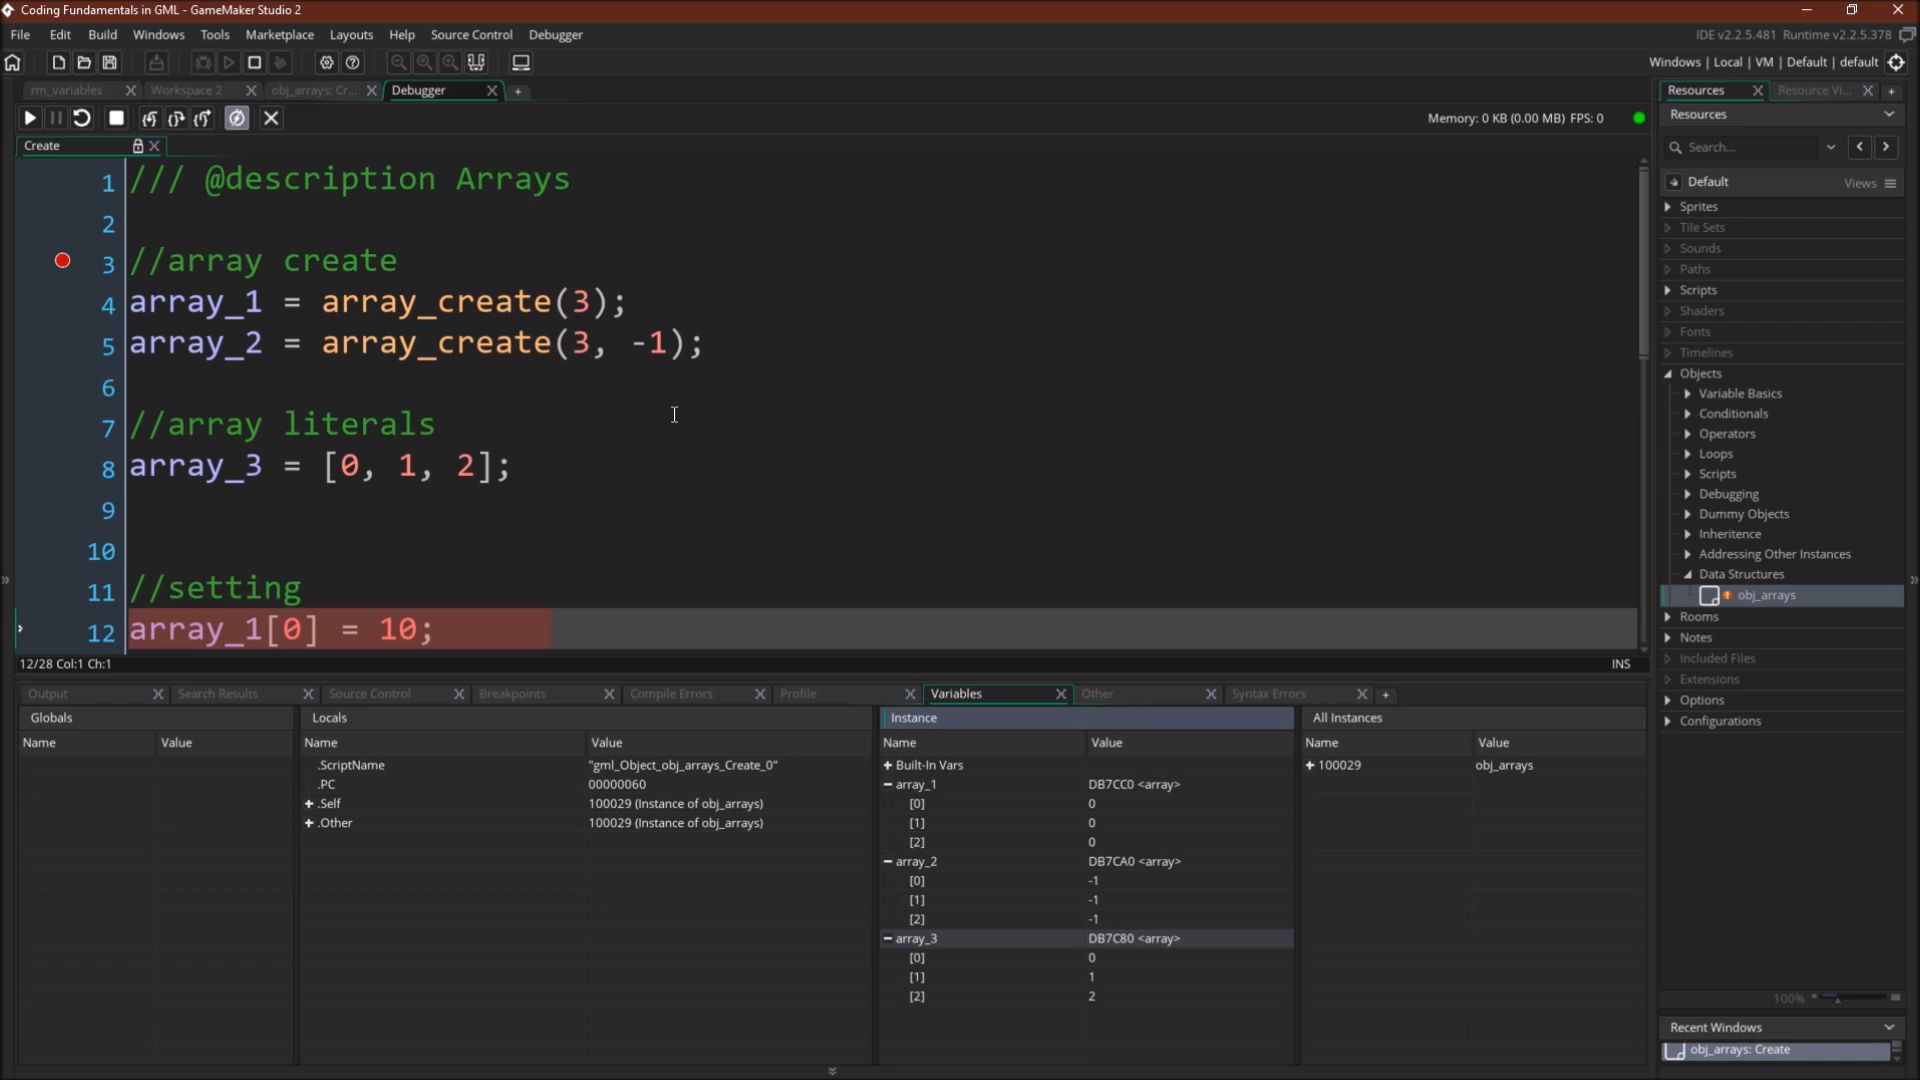 Coding Fundamentals in GML - GameMaker Studio 2
File Edit Build Windows Tools Marketplace Layouts Help Source Control Debugger
IDE v2.2.5.481 Runtime v2.2.5.378
Windows | Local | VM | Default | default
rm_variables Workspace 2 obj_arrays: Cr... Debugger
Memory: 0 KB (0.00 MB) FPS: 0
Create
1 /// @description Arrays
2
3 //array create
4 array_1 = array_create(3);
5 array_2 = array_create(3, -1);
6
7 //array literals
8 array_3 = [0, 1, 2];
9
10
11 //setting
12 array_1[0] = 10;
12/28 Col:1 Ch:1
INS
Output Search Results Source Control Breakpoints Compile Errors Profile Variables Other Syntax Errors
Globals
Name Value
Locals
Name Value
.ScriptName "gml_Object_obj_arrays_Create_0"
.PC 00000060
.Self 100029 (Instance of obj_arrays)
.Other 100029 (Instance of obj_arrays)
Instance
Name Value
Built-In Vars
array_1 DB7CC0 <array>
[0] 0
[1] 0
[2] 0
array_2 DB7CA0 <array>
[0] -1
[1] -1
[2] -1
array_3 DB7C80 <array>
[0] 0
[1] 1
[2] 2
All Instances
Name Value
100029 obj_arrays
Resources Resource Vi...
Resources
Search...
Default Views
Sprites
Tile Sets
Sounds
Paths
Scripts
Shaders
Fonts
Timelines
Objects
Variable Basics
Conditionals
Operators
Loops
Scripts
Debugging
Dummy Objects
Inheritence
Addressing Other Instances
Data Structures
obj_arrays
Rooms
Notes
Included Files
Extensions
Options
Configurations
100%
Recent Windows
obj_arrays: Create